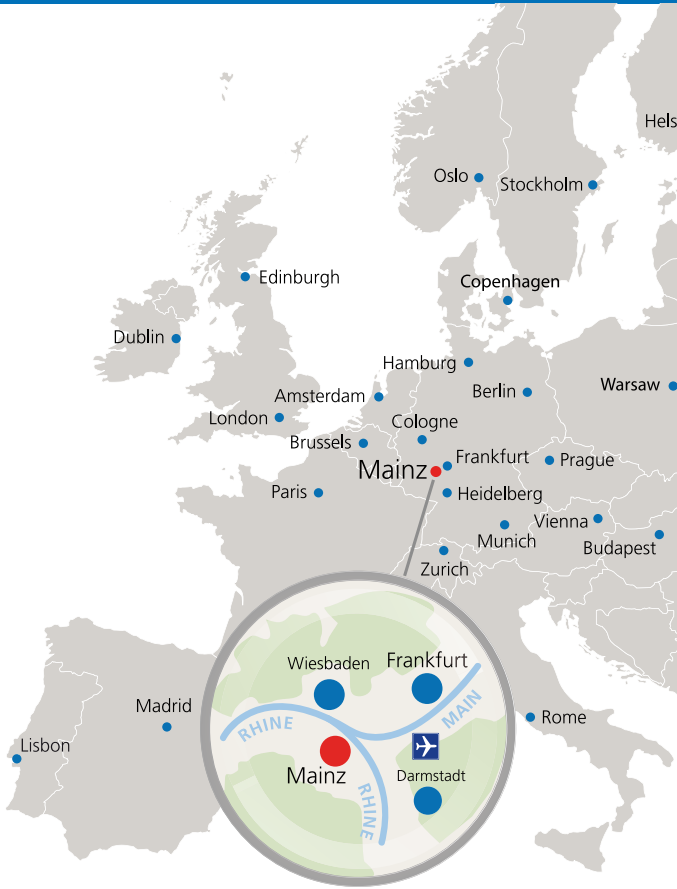 Hels
Oslo
Stockholm
Edinburgh
Copenhagen
Dublin
Hamburg
Berlin
Warsaw
Amsterdam
London
Cologne
Brussels
Mainz
Frankfurt
Prague
Paris
Heidelberg
Vienna
Munich
Budapest
Zurich
Wiesbaden
Frankfurt
Madrid
RHINE
MAIN
Rome
Lisbon
Mainz
Darmstadt
RHINE